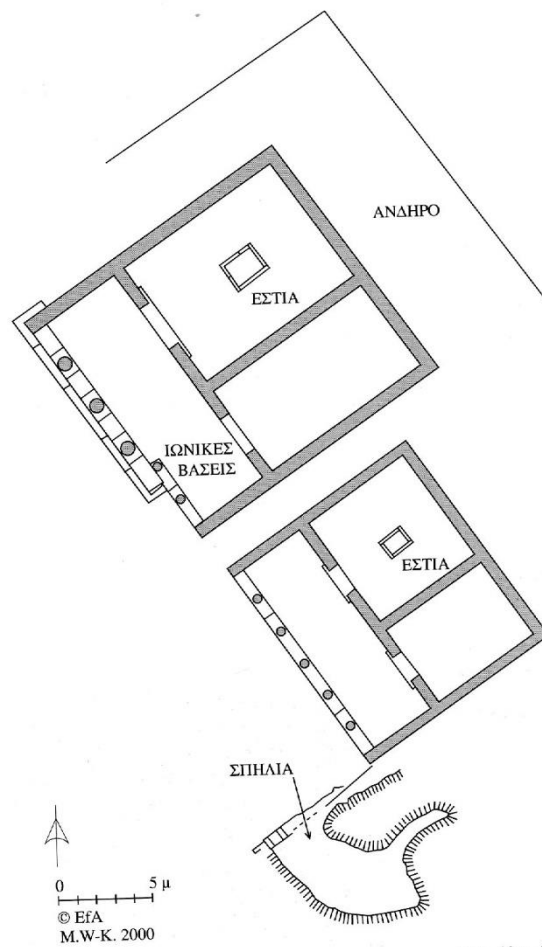 ΑΝΔΗΡΟ
ΕΣΤΙΑ
ΙΩΝΙΚΕΣ
ΒΑΣΕΙΣ
ΕΣΤΙΑ
ΣΠΗΛΙΑ
0 5 μ
© EfA
M.W-K. 2000